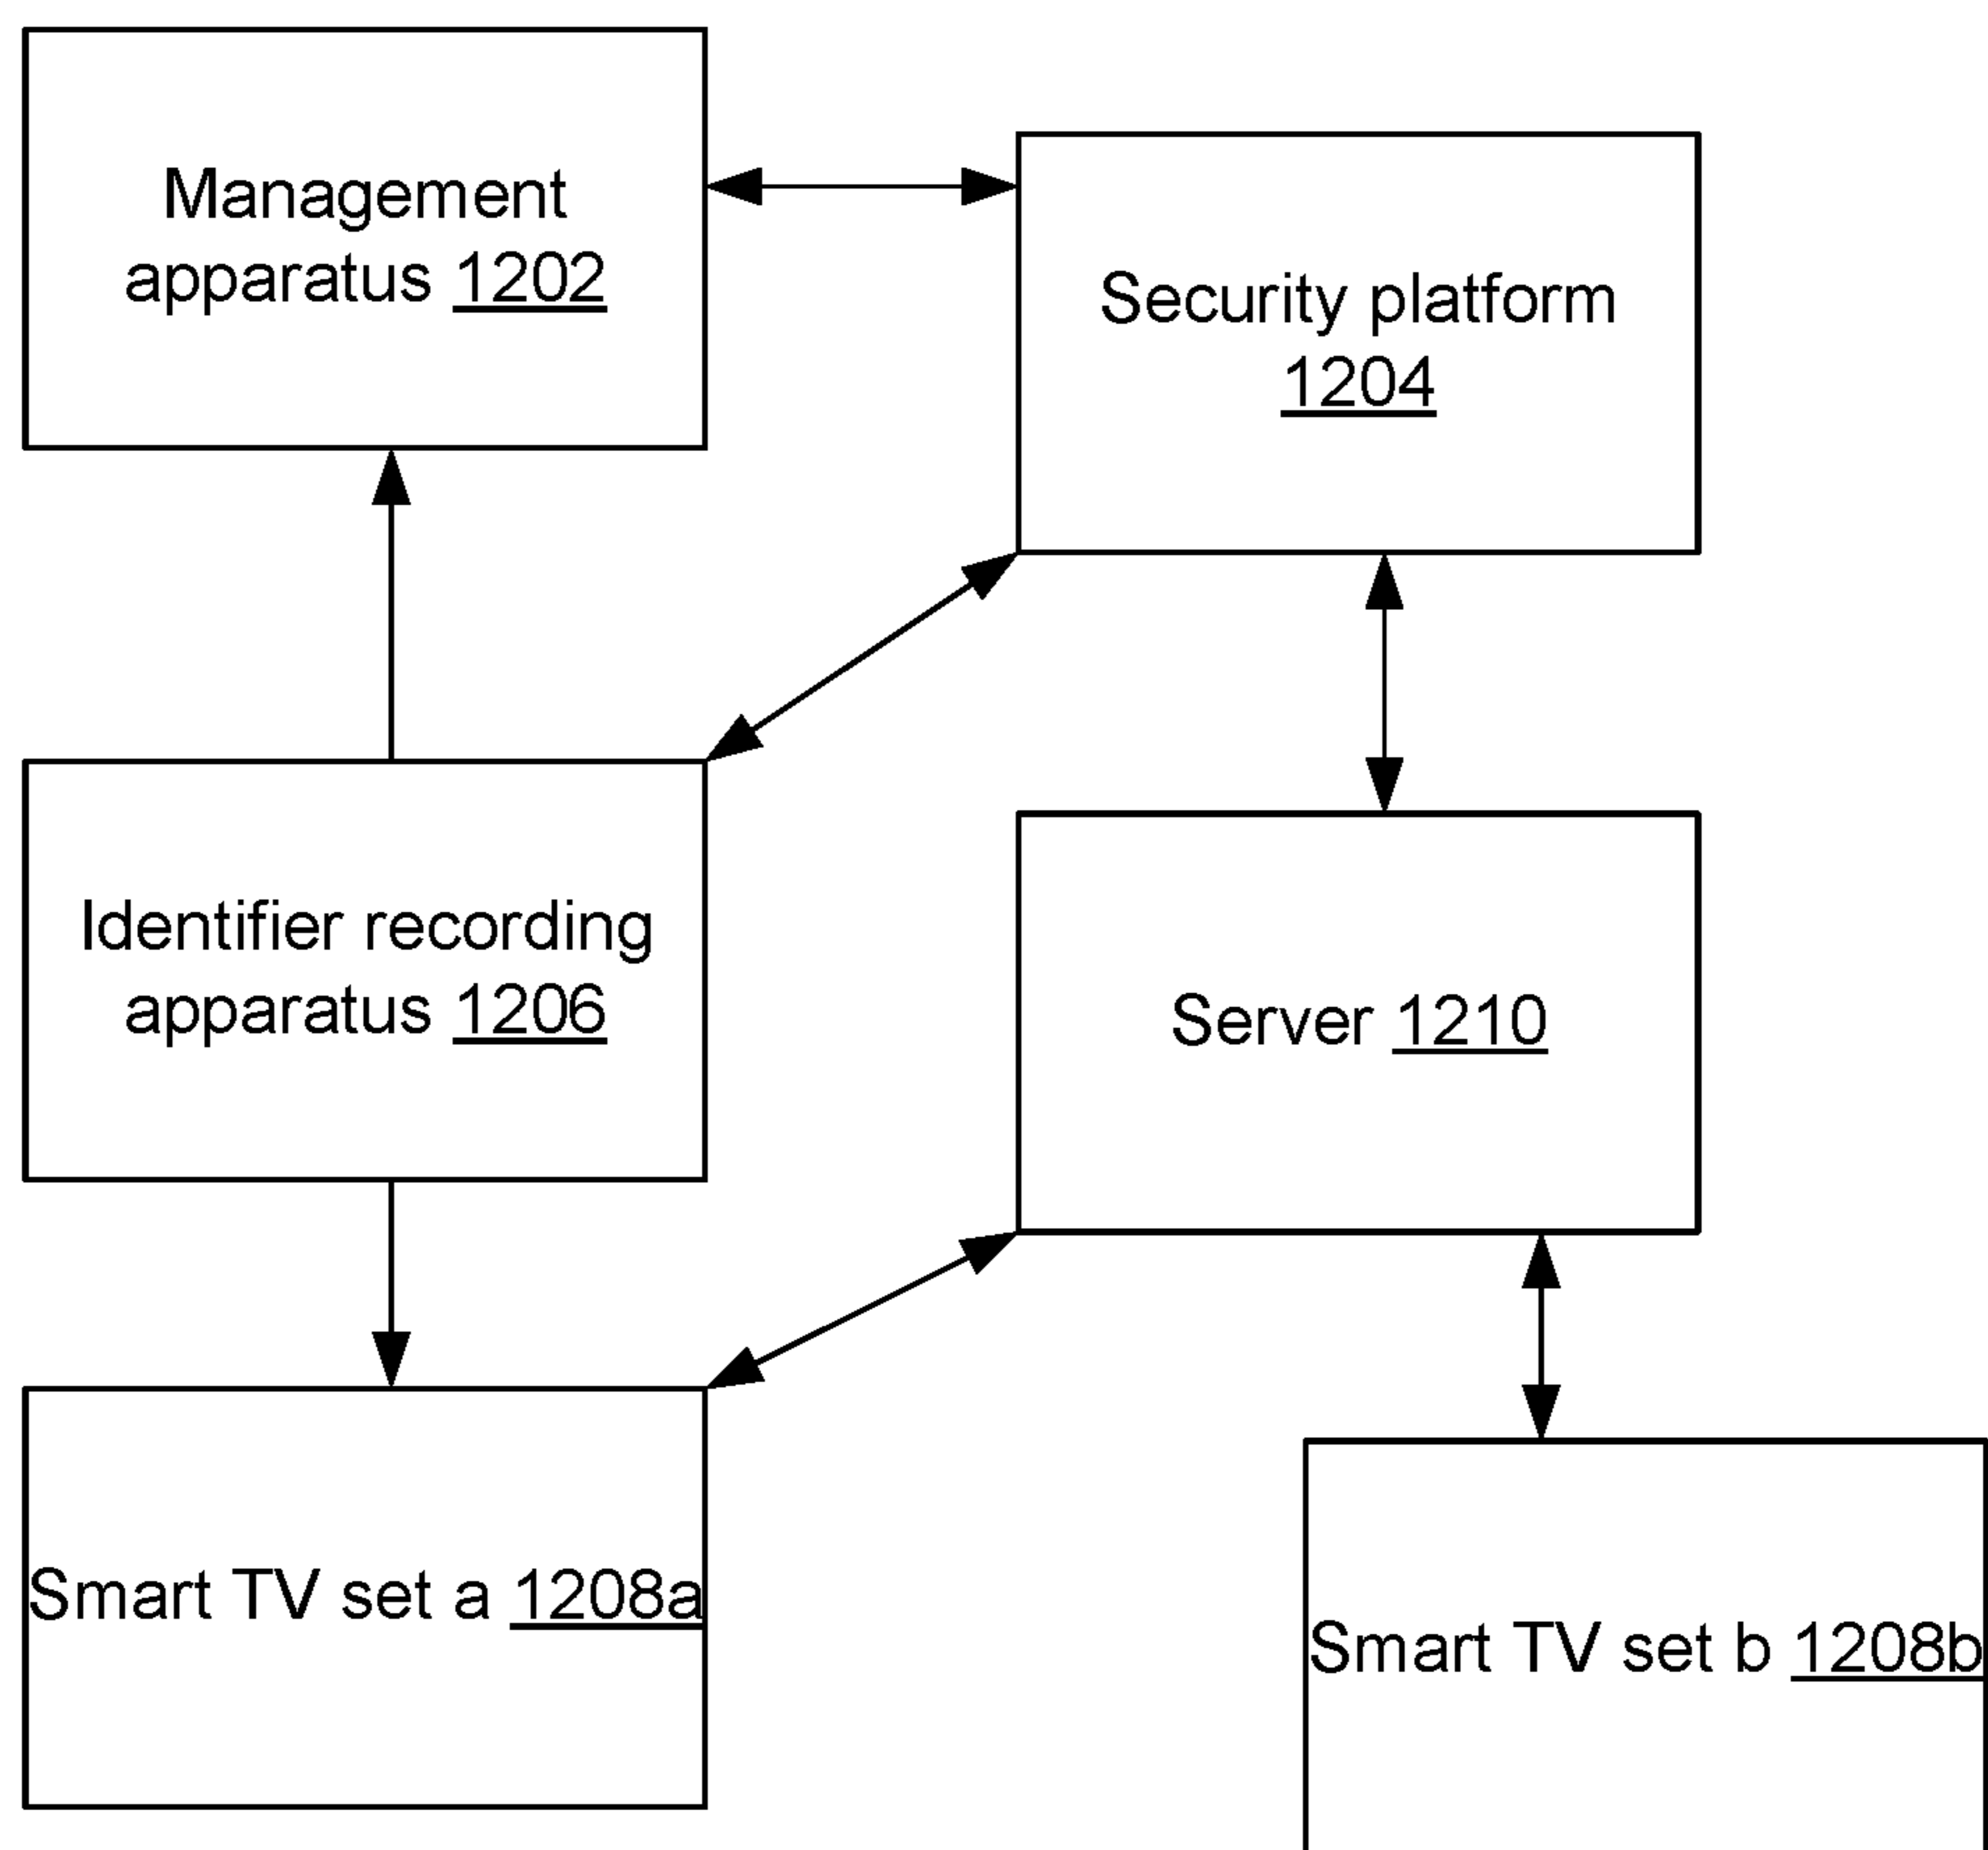 Management
apparatus 1202
Security platform
1204
Identifier recording
apparatus 1206
Server 1210
Smart TV set a 1208a
Smart TV set b 1208b